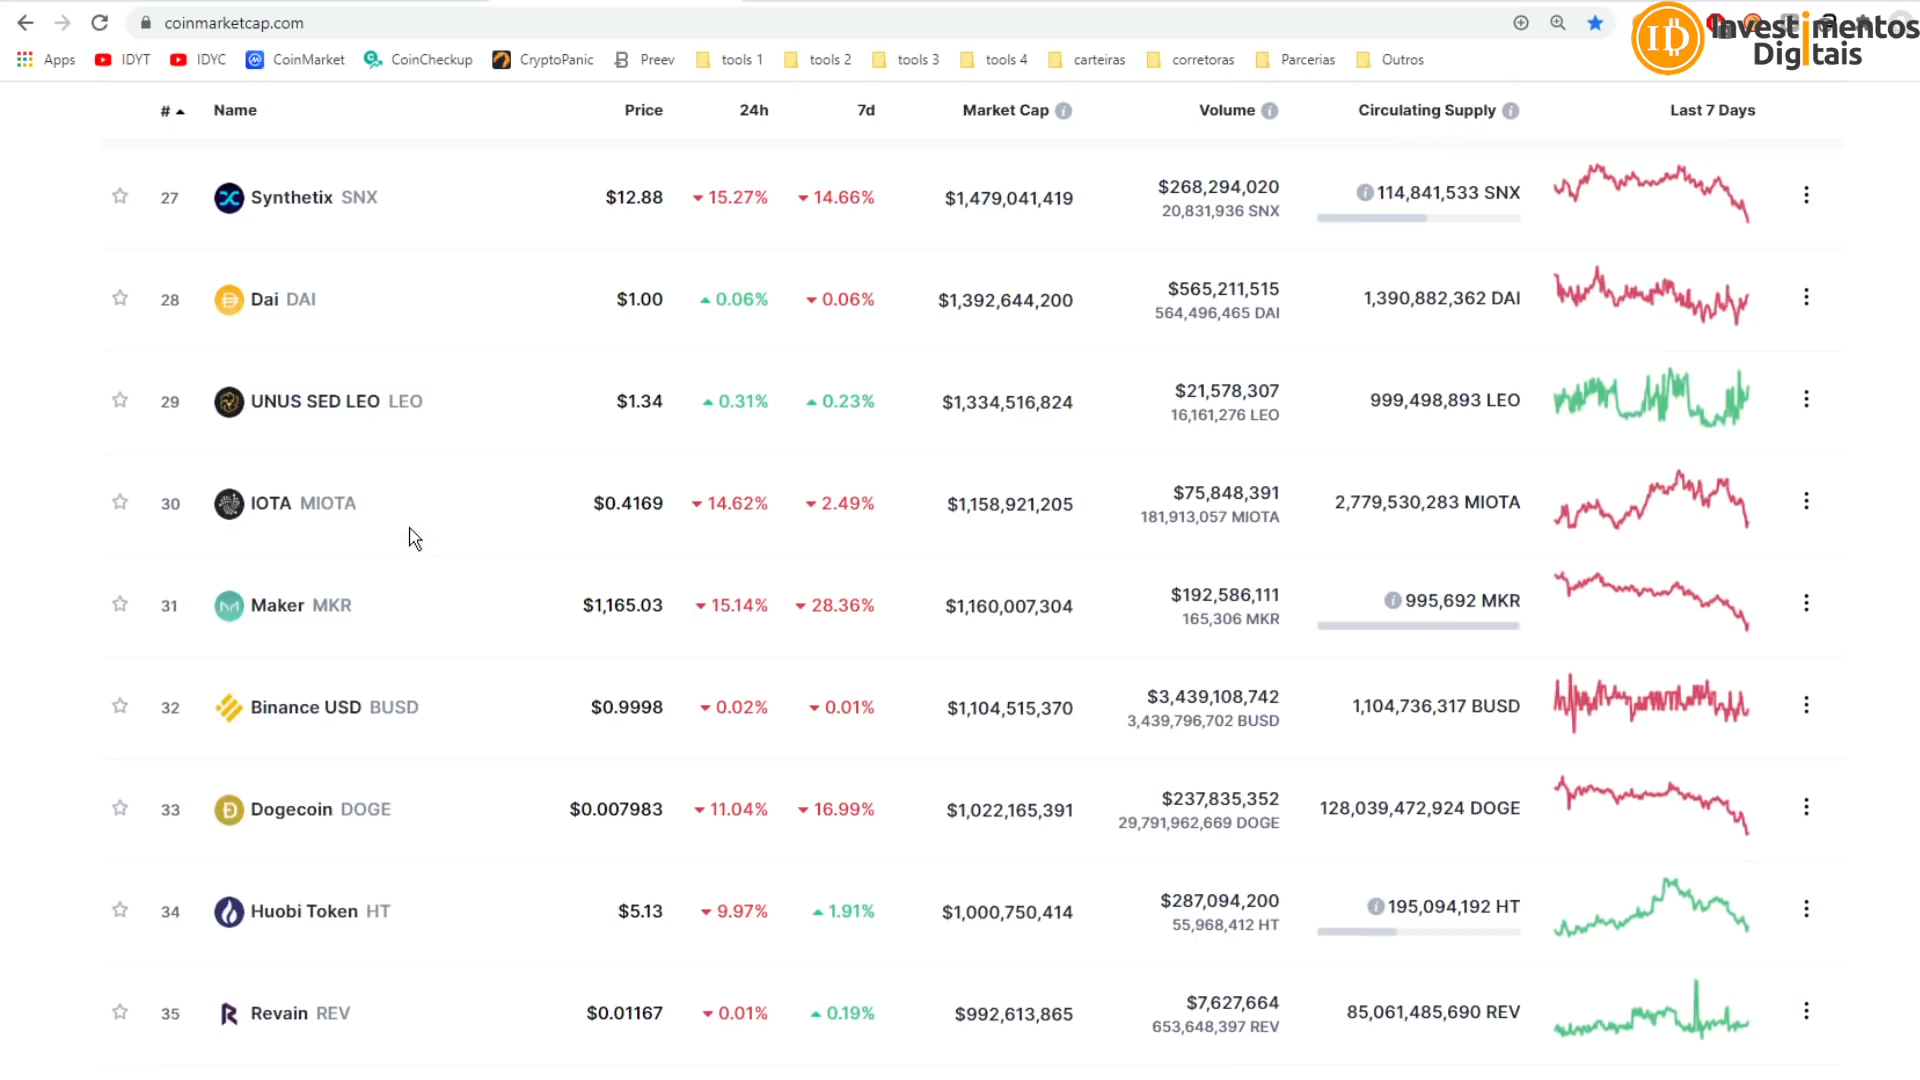 coinmarketcap.com
Investimentos
Digitais
ID
Apps IDYT IDYC CoinMarket CoinCheckup CryptoPanic Preev tools 1 tools 2 tools 3 tools 4 carteiras corretoras Parcerias Outros
# Name Price 24h 7d Market Cap Volume Circulating Supply Last 7 Days
27 Synthetix SNX $12.88 15.27% 14.66% $1,479,041,419 $268,294,020 114,841,533 SNX
20,831,936 SNX
28 Dai DAI $1.00 0.06% 0.06% $1,392,644,200 $565,211,515 1,390,882,362 DAI
564,496,465 DAI
29 UNUS SED LEO LEO $1.34 0.31% 0.23% $1,334,516,824 $21,578,307 999,498,893 LEO
16,161,276 LEO
30 IOTA MIOTA $0.4169 14.62% 2.49% $1,158,921,205 $75,848,391 2,779,530,283 MIOTA
181,913,057 MIOTA
31 Maker MKR $1,165.03 15.14% 28.36% $1,160,007,304 $192,586,111 995,692 MKR
165,306 MKR
32 Binance USD BUSD $0.9998 0.02% 0.01% $1,104,515,370 $3,439,108,742 1,104,736,317 BUSD
3,439,796,702 BUSD
33 Dogecoin DOGE $0.007983 11.04% 16.99% $1,022,165,391 $237,835,352 128,039,472,924 DOGE
29,791,962,669 DOGE
34 Huobi Token HT $5.13 9.97% 1.91% $1,000,750,414 $287,094,200 195,094,192 HT
55,968,412 HT
35 Revain REV $0.01167 0.01% 0.19% $992,613,865 $7,627,664 85,061,485,690 REV
653,648,397 REV